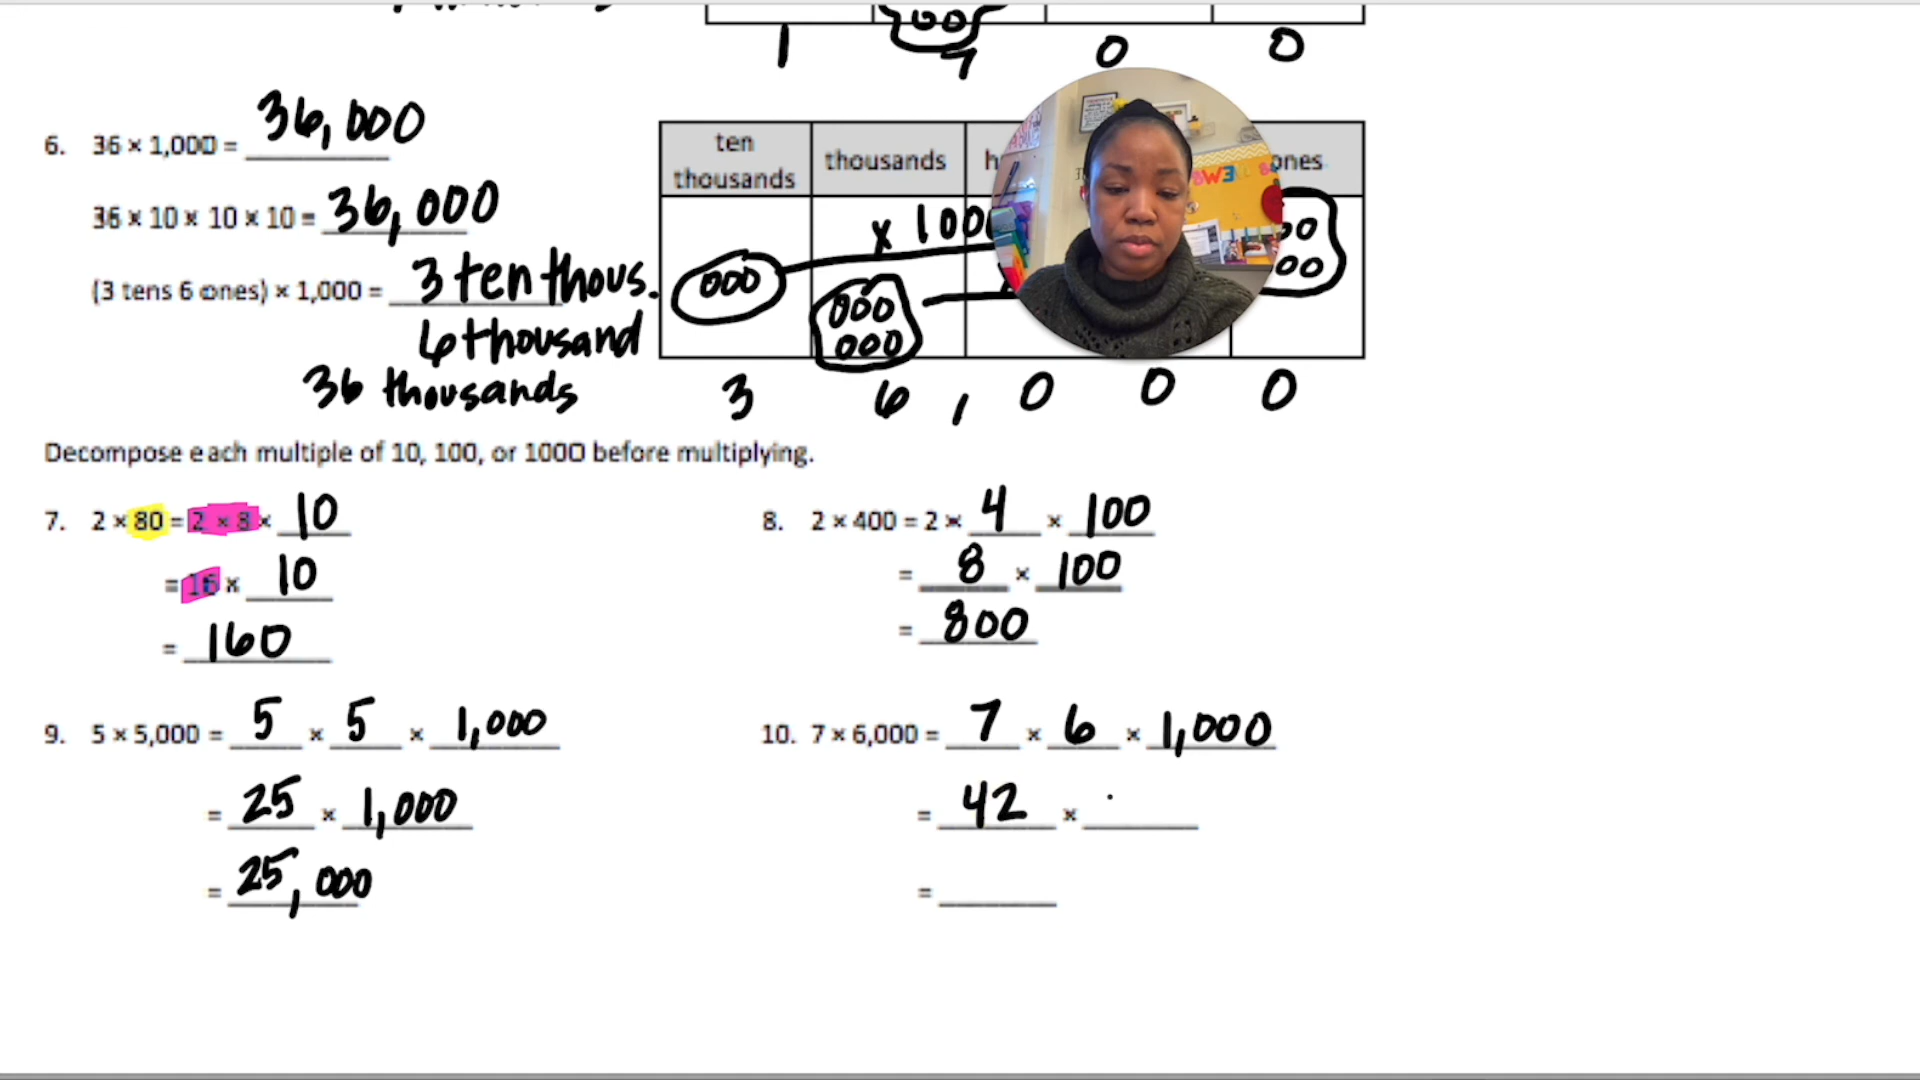 1 7 0 0
6. 36 × 1,000 = 36,000
36 × 10 × 10 × 10 = 36,000
(3 tens 6 ones) × 1,000 = 3 ten thous.
6 thousand
36 thousands
ten thousands thousands h ones
x 100
000 000 000
3 6 , 0 0 0
Decompose each multiple of 10, 100, or 1000 before multiplying.
7. 2 × 80 = 2 × 8 × 10
= 16 × 10
= 160
8. 2 × 400 = 2 × 4 × 100
= 8 × 100
= 800
9. 5 × 5,000 = 5 × 5 × 1,000
= 25 × 1,000
= 25,000
10. 7 × 6,000 = 7 × 6 × 1,000
= 42 ×
=